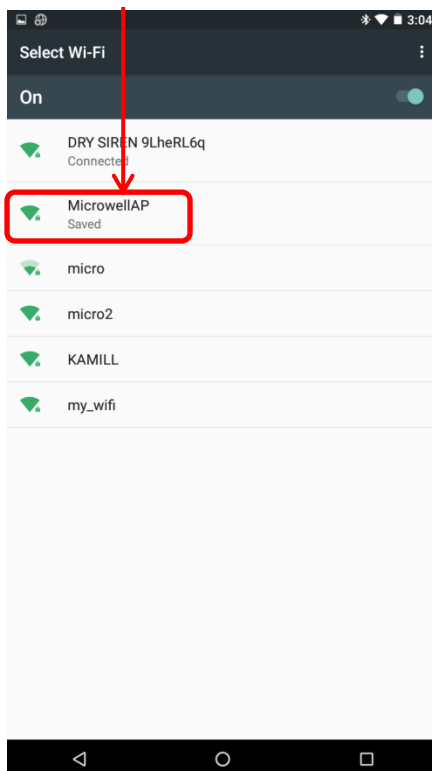 3:04
Select Wi-Fi
On
DRY SIREN 9LheRL6q
Connected
MicrowellAP
Saved
micro
micro2
KAMILL
my_wifi